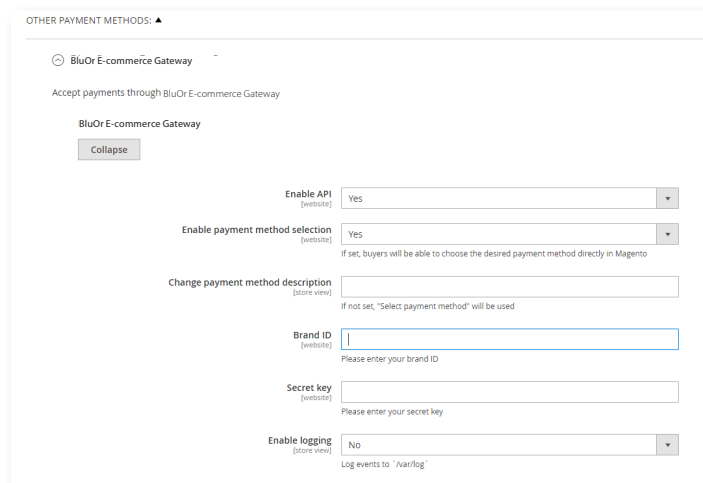 OTHER PAYMENT METHODS: ▲
BluOr E-commerce Gateway
Accept payments through BluOr E-commerce Gateway
BluOr E-commerce Gateway
Collapse
Enable API
[website]
Yes
Enable payment method selection
[website]
Yes
If set, buyers will be able to choose the desired payment method directly in Magento
Change payment method description
[store view]
If not set, "Select payment method" will be used
Brand ID
[website]
Please enter your brand ID
Secret key
[website]
Please enter your secret key
Enable logging
[store view]
No
Log events to `/var/log`